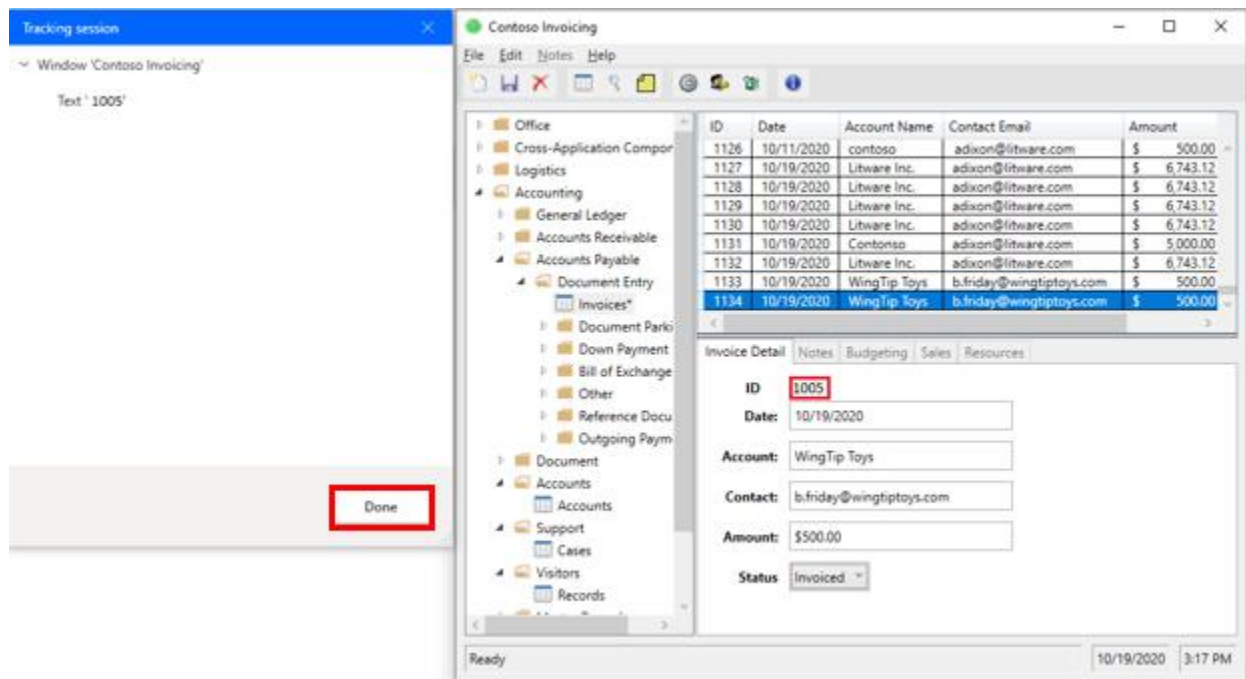 Tracking session
Window 'Contoso Invoicing'
Text ' 1005'
Done
Contoso Invoicing
File Edit Notes Help
Office
Cross-Application Compor
Logistics
Accounting
General Ledger
Accounts Receivable
Accounts Payable
Document Entry
Invoices*
Document Parki
Down Payment
Bill of Exchange
Other
Reference Docu
Outgoing Paym
Document
Accounts
Accounts
Support
Cases
Visitors
Records
ID Date Account Name Contact Email Amount
1126 10/11/2020 contoso adixon@litware.com $ 500.00
1127 10/19/2020 Litware Inc. adixon@litware.com $ 6,743.12
1128 10/19/2020 Litware Inc. adixon@litware.com $ 6,743.12
1129 10/19/2020 Litware Inc. adixon@litware.com $ 6,743.12
1130 10/19/2020 Litware Inc. adixon@litware.com $ 6,743.12
1131 10/19/2020 Contonso adixon@litware.com $ 5,000.00
1132 10/19/2020 Litware Inc. adixon@litware.com $ 6,743.12
1133 10/19/2020 WingTip Toys b.friday@wingtiptoys.com $ 500.00
1134 10/19/2020 WingTip Toys b.friday@wingtiptoys.com $ 500.00
Invoice Detail Notes Budgeting Sales Resources
ID 1005
Date: 10/19/2020
Account: WingTip Toys
Contact: b.friday@wingtiptoys.com
Amount: $500.00
Status Invoiced
Ready 10/19/2020 3:17 PM